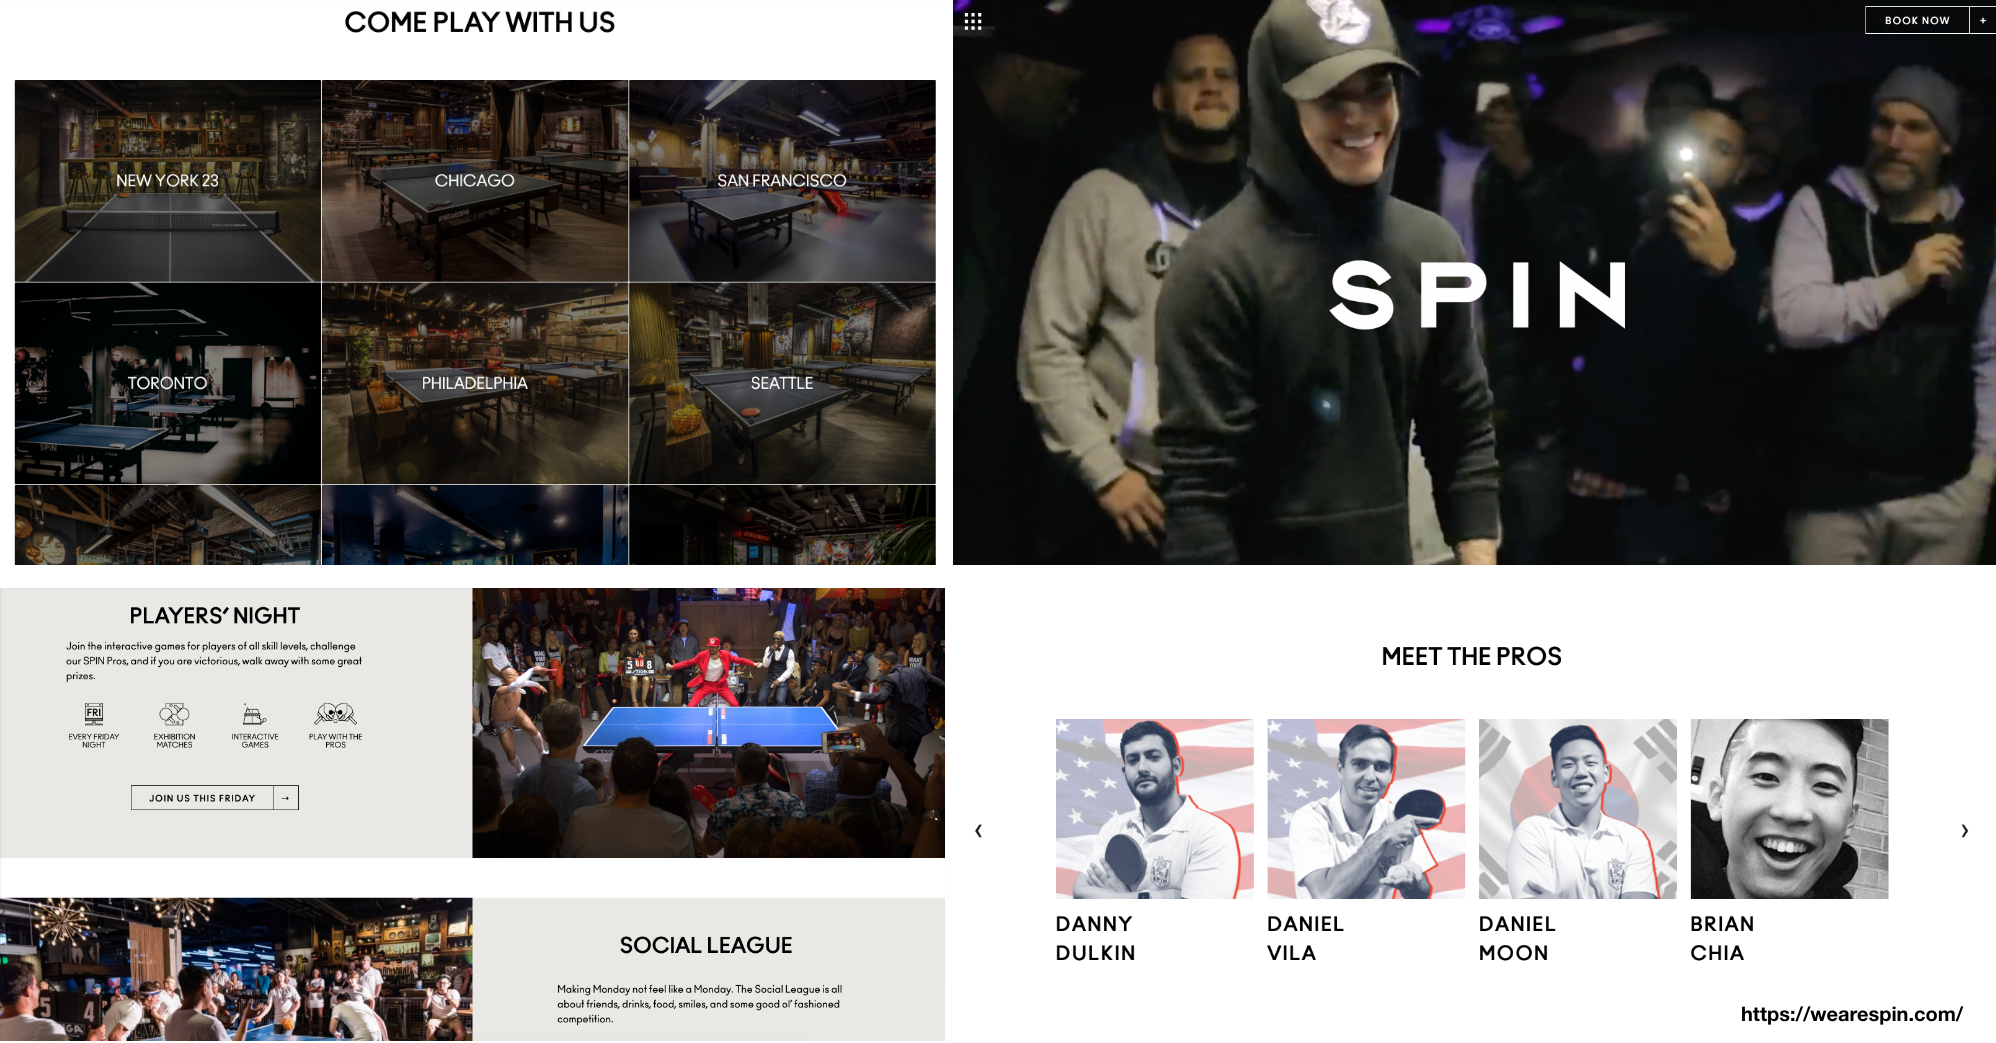 COME PLAY WITH US
NEW YORK 23
CHICAGO
SAN FRANCISCO
TORONTO
PHILADELPHIA
SEATTLE
SPIN
BOOK NOW +
SPIN
PLAYERS’ NIGHT
Join the interactive games for players of all skill levels, challenge
our SPIN Pros, and if you are victorious, walk away with some great
prizes.
FRI
EVERY FRIDAY
NIGHT
EXHIBITION
MATCHES
INTERACTIVE
GAMES
PLAY WITH THE
PROS
JOIN US THIS FRIDAY →
5 8
SOCIAL LEAGUE
Making Monday not feel like a Monday. The Social League is all
about friends, drinks, food, smiles, and some good ol’ fashioned
competition.
5 4
MEET THE PROS
DANNY
DULKIN
DANIEL
VILA
DANIEL
MOON
BRIAN
CHIA
https://wearespin.com/